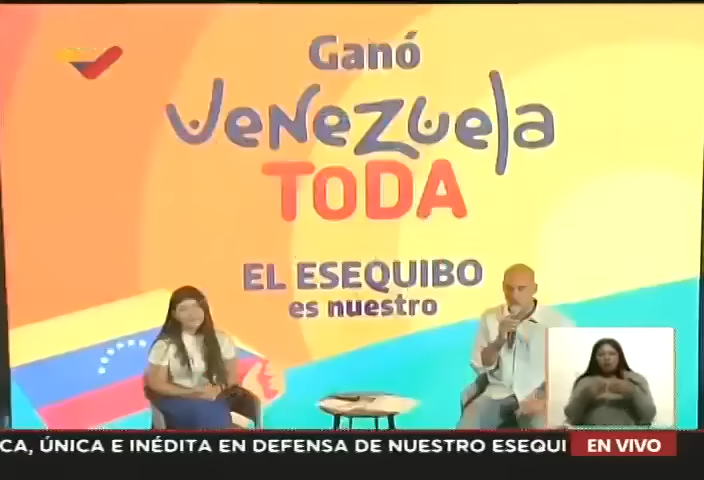 Ganó
VENEZUELA
TODA
EL ESEQUIBO
es nuestro
CA, ÚNICA E INÉDITA EN DEFENSA DE NUESTRO ESEQUI
EN VIVO